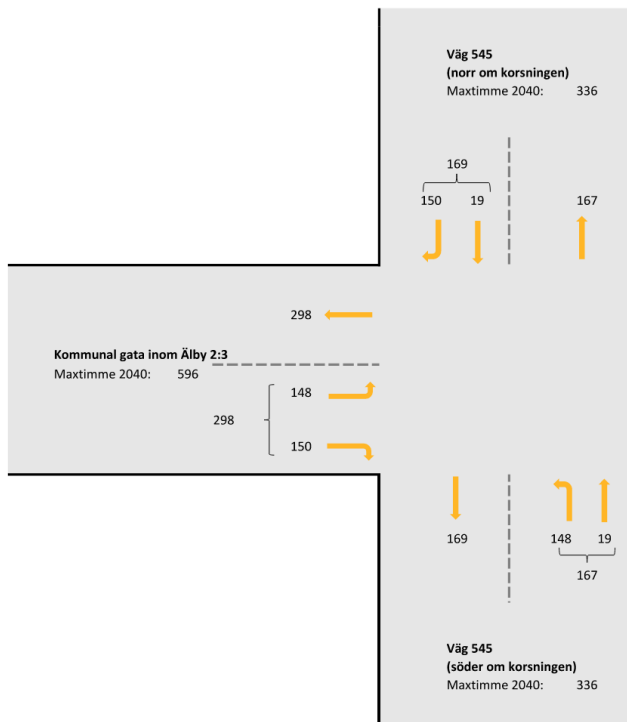 Väg 545
(norr om korsningen)
Maxtimme 2040: 336
169
150 19 167
298
Kommunal gata inom Älby 2:3
Maxtimme 2040: 596
148
298
150
169 148 19
167
Väg 545
(söder om korsningen)
Maxtimme 2040: 336